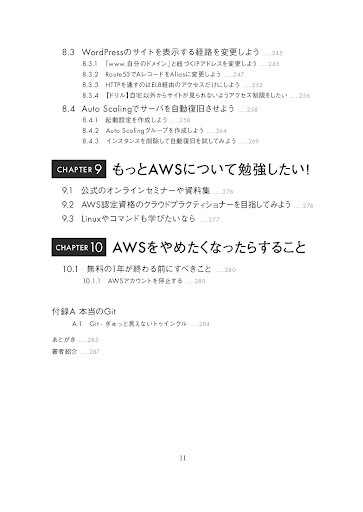 8.3 WordPressのサイトを表示する経路を変更しよう ..... 245
8.3.1 「www.自分のドメイン」と紐づくIPアドレスを変更しよう ..... 245
8.3.2 Route53でAレコードをAliasに変更しよう ..... 247
8.3.3 HTTPを通すのはELB経由のアクセスだけにしよう ..... 252
8.3.4 【ドリル】自宅以外からサイトが見られないようアクセス制限をしたい ..... 256
8.4 Auto Scalingでサーバを自動復旧させよう ..... 258
8.4.1 起動設定を作成しよう ..... 258
8.4.2 Auto Scalingグループを作成しよう ..... 264
8.4.3 インスタンスを削除して自動復旧を試してみよう ..... 269
CHAPTER 9 もっとAWSについて勉強したい!
9.1 公式のオンラインセミナーや資料集 ..... 276
9.2 AWS認定資格のクラウドプラクティショナーを目指してみよう ..... 276
9.3 Linuxやコマンドも学びたいなら ..... 277
CHAPTER 10 AWSをやめたくなったらすること
10.1 無料の1年が終わる前にすべきこと ..... 280
10.1.1 AWSアカウントを停止する ..... 280
付録A 本当のGit
A.1 Git - ぎゅっと言えないトゥインクル ..... 284
あとがき ..... 285
著者紹介 ..... 287
11